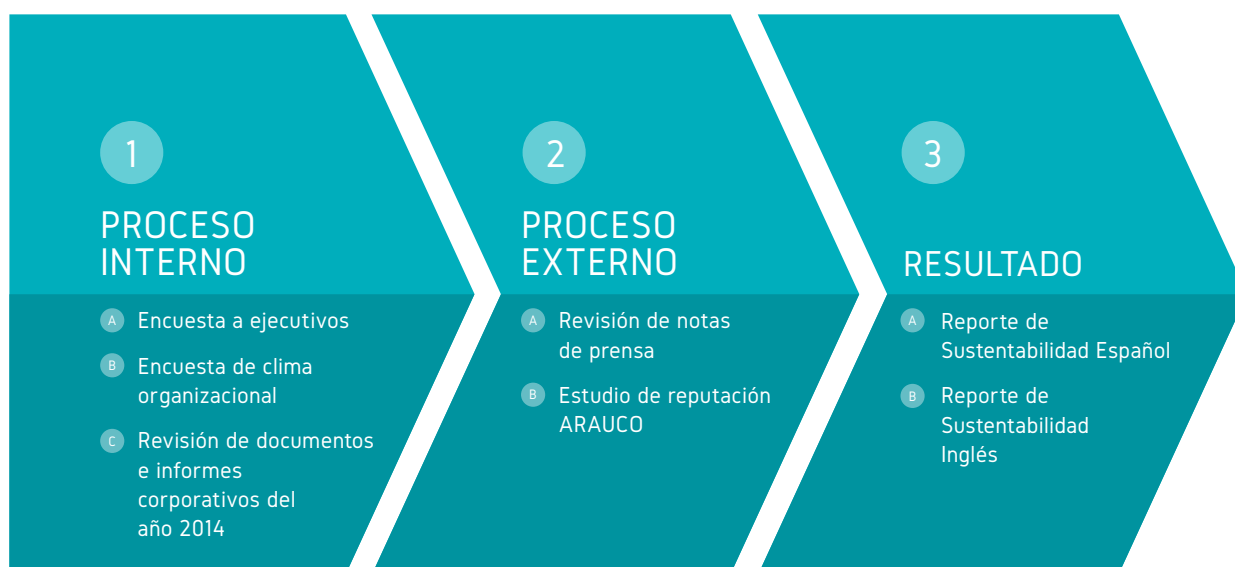 1
PROCESO
INTERNO
A Encuesta a ejecutivos
B Encuesta de clima
organizacional
C Revisión de documentos
e informes
corporativos del
año 2014
2
PROCESO
EXTERNO
A Revisión de notas
de prensa
B Estudio de reputación
ARAUCO
3
RESULTADO
A Reporte de
Sustentabilidad Español
B Reporte de
Sustentabilidad
Inglés